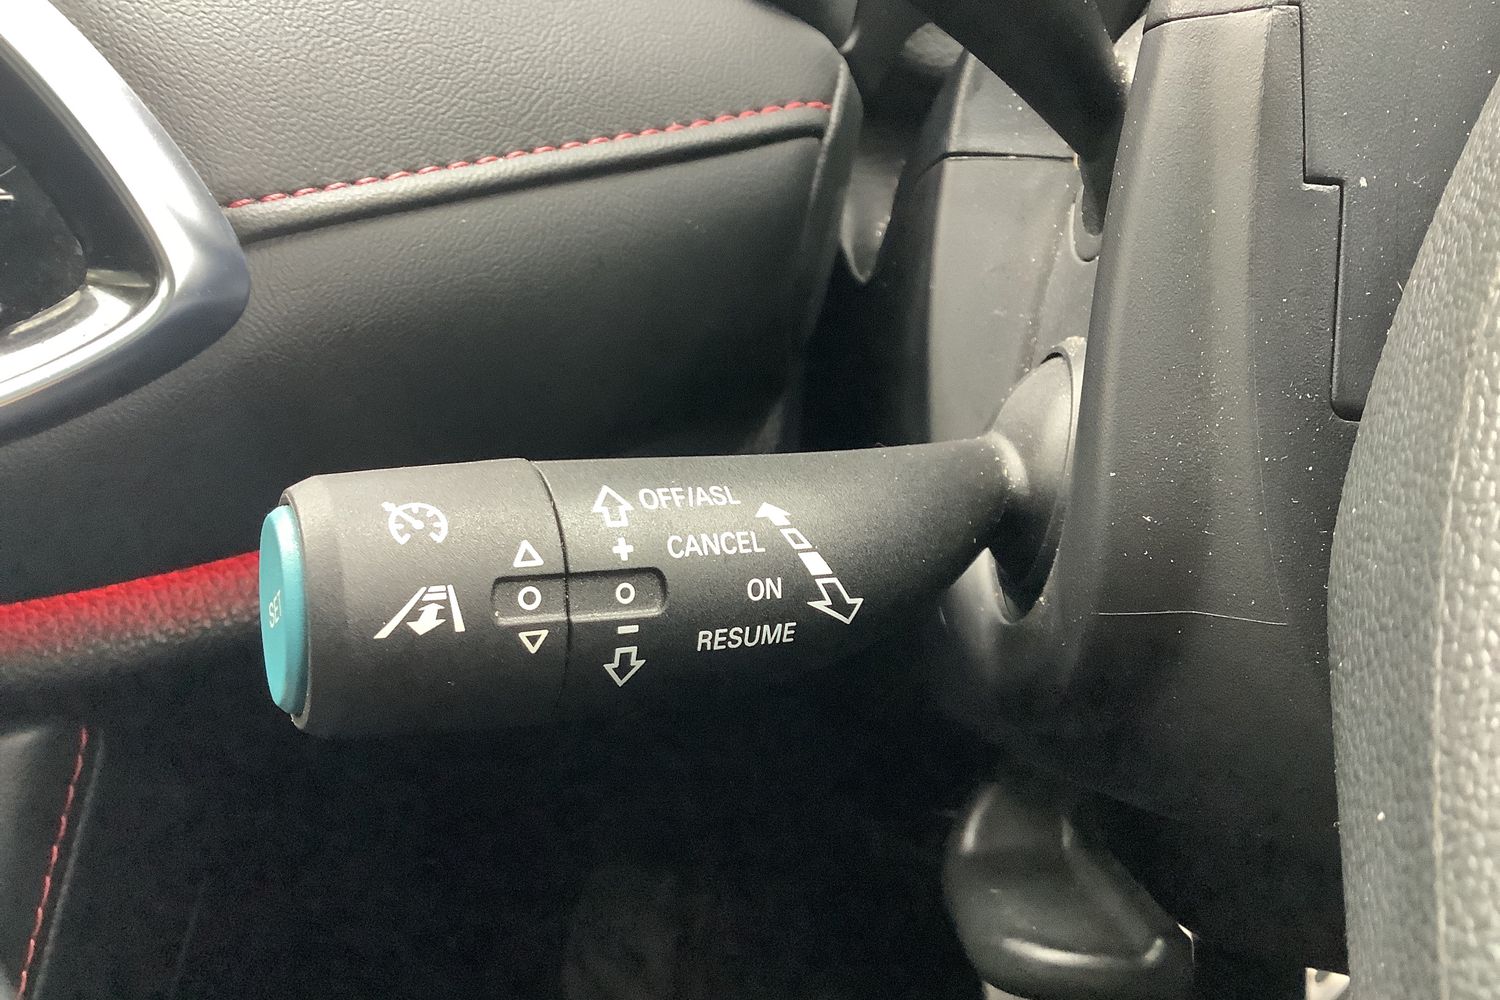 OFF/ASL
+
CANCEL
ON
SET
-
RESUME